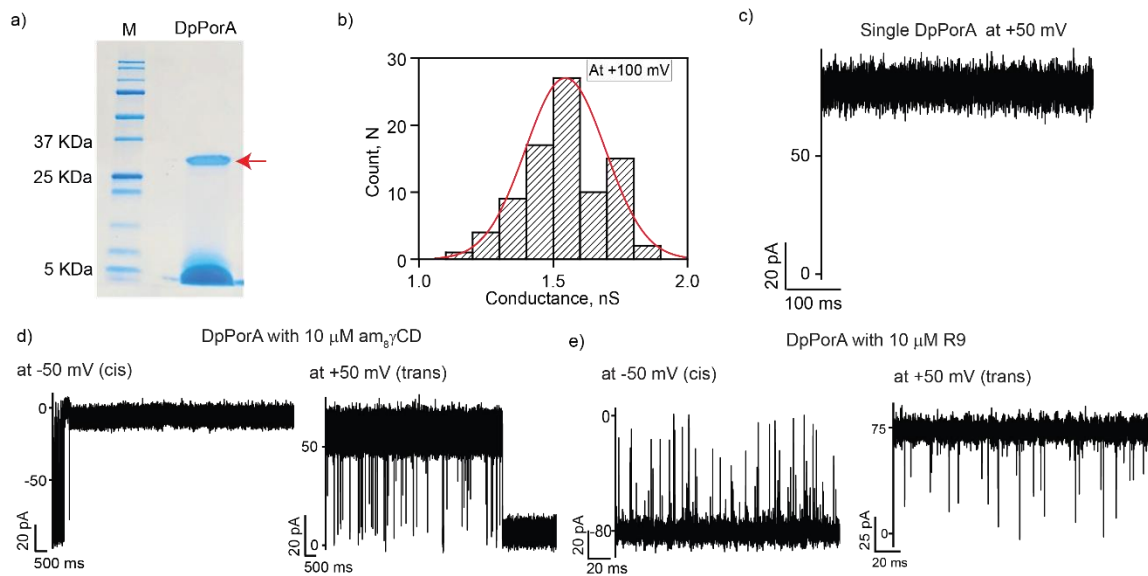 a)
M DpPorA
37 KDa
25 KDa
5 KDa
b)
At +100 mV
30
20
10
0
Count, N
1.0 1.5 2.0
Conductance, nS
c)
Single DpPorA at +50 mV
50
0
20 pA
100 ms
d) DpPorA with 10 μM am₈γCD
at -50 mV (cis)
0
-50
20 pA
500 ms
at +50 mV (trans)
50
0
20 pA
500 ms
e) DpPorA with 10 μM R9
at -50 mV (cis)
0
-80
20 pA
20 ms
at +50 mV (trans)
75
0
25 pA
20 ms